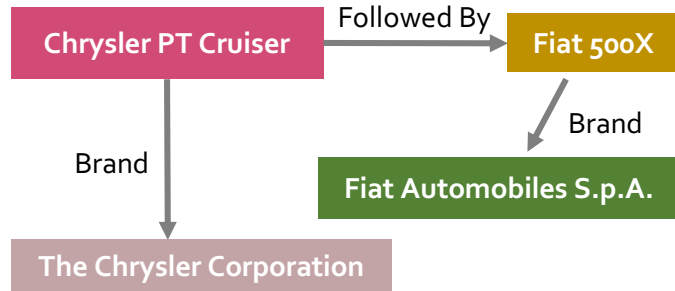 Followed By
Chrysler PT Cruiser
Fiat 500X
Brand
Brand
Fiat Automobiles S.p.A.
The Chrysler Corporation